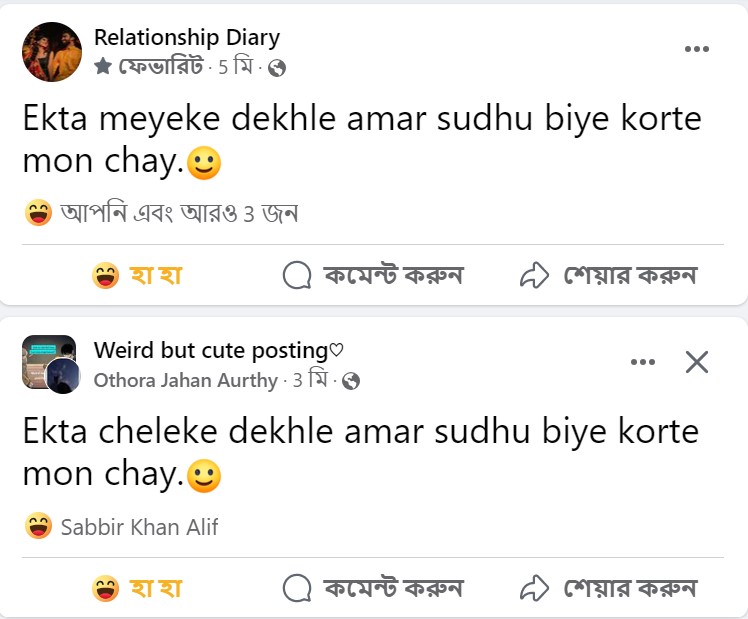 Relationship Diary
ফেভারিট · 5 মি ·
Ekta meyeke dekhle amar sudhu biye korte
mon chay.🙂
আপনি এবং আরও 3 জন
হা হা
কমেন্ট করুন
শেয়ার করুন
Weird but cute posting♡
Othora Jahan Aurthy · 3 মি ·
Ekta cheleke dekhle amar sudhu biye korte
mon chay.🙂
Sabbir Khan Alif
হা হা
কমেন্ট করুন
শেয়ার করুন